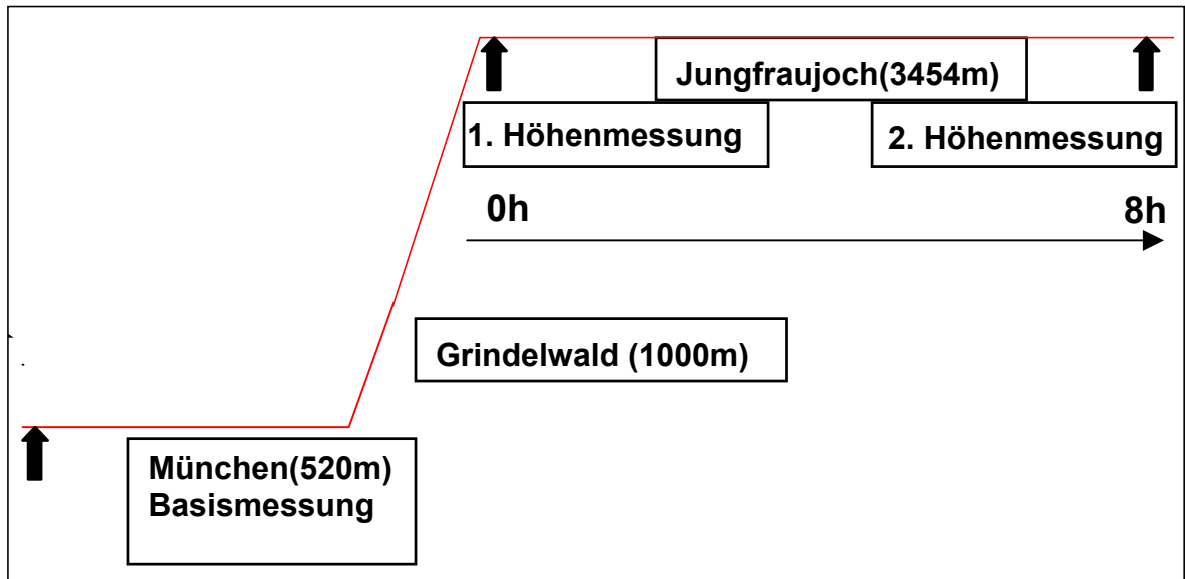 Jungfraujoch(3454m)
1. Höhenmessung
2. Höhenmessung
0h
8h
Grindelwald (1000m)
München(520m)
Basismessung